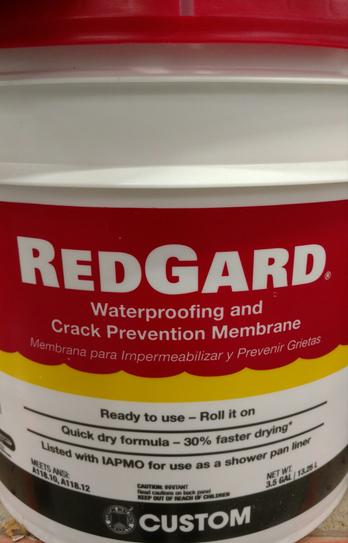 REDGARD®
Waterproofing and
Crack Prevention Membrane
Membrana para Impermeabilizar y Prevenir Grietas
Ready to use – Roll it on
Quick dry formula – 30% faster drying*
Listed with IAPMO for use as a shower pan liner
MEETS ANSI:
A118.10, A118.12
CAUTION: IRRITANT
Read cautions on back panel
KEEP OUT OF REACH OF CHILDREN
NET WT.
3.5 GAL | 13.25 L
CUSTOM